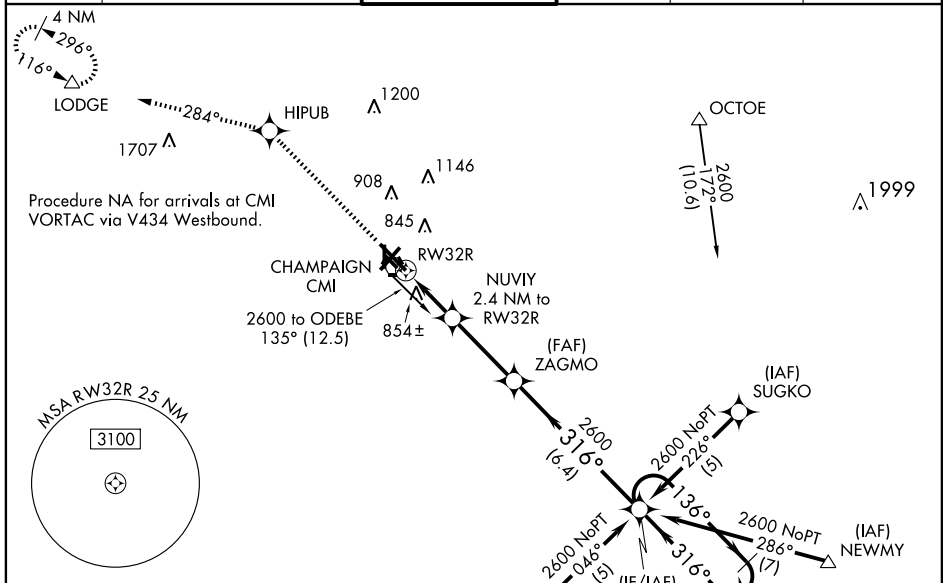 4 NM
296°
116°
LODGE
284°
HIPUB
1200
OCTOE
1707
2600
172°
(10.6)
908
1146
1999
Procedure NA for arrivals at CMI
VORTAC via V434 Westbound.
845
RW32R
CHAMPAIGN
CMI
NUVIY
2.4 NM to
RW32R
2600 to ODEBE
135° (12.5)
854±
(FAF)
ZAGMO
(IAF)
SUGKO
MSA RW32R 25 NM
3100
2600
316°
(6.4)
2600 NoPT
226°
(5)
136°
2600 NoPT
286°
(7)
(IAF)
NEWMY
2600 NoPT
046°
(5)
(IF/IAF)
316°